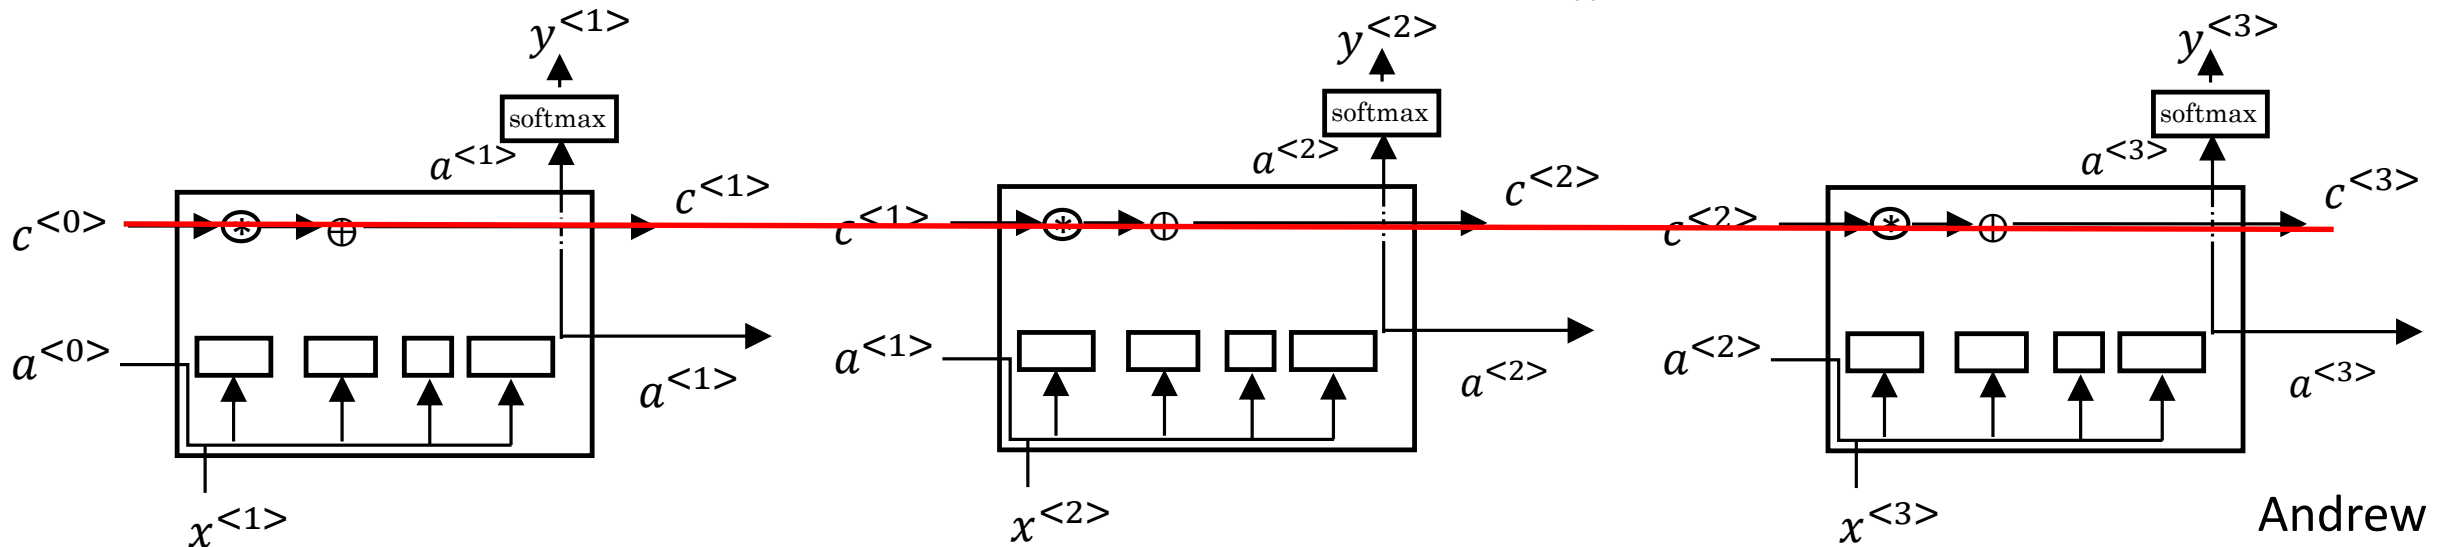 y<1> y<2> y<3>
softmax softmax softmax
a<1> a<2> a<3>
c<0> c<1> c<1> c<2> c<2> c<3>
* ⊕ * ⊕ * ⊕
a<0> a<1> a<1> a<2> a<2> a<3>
x<1> x<2> x<3>
Andrew